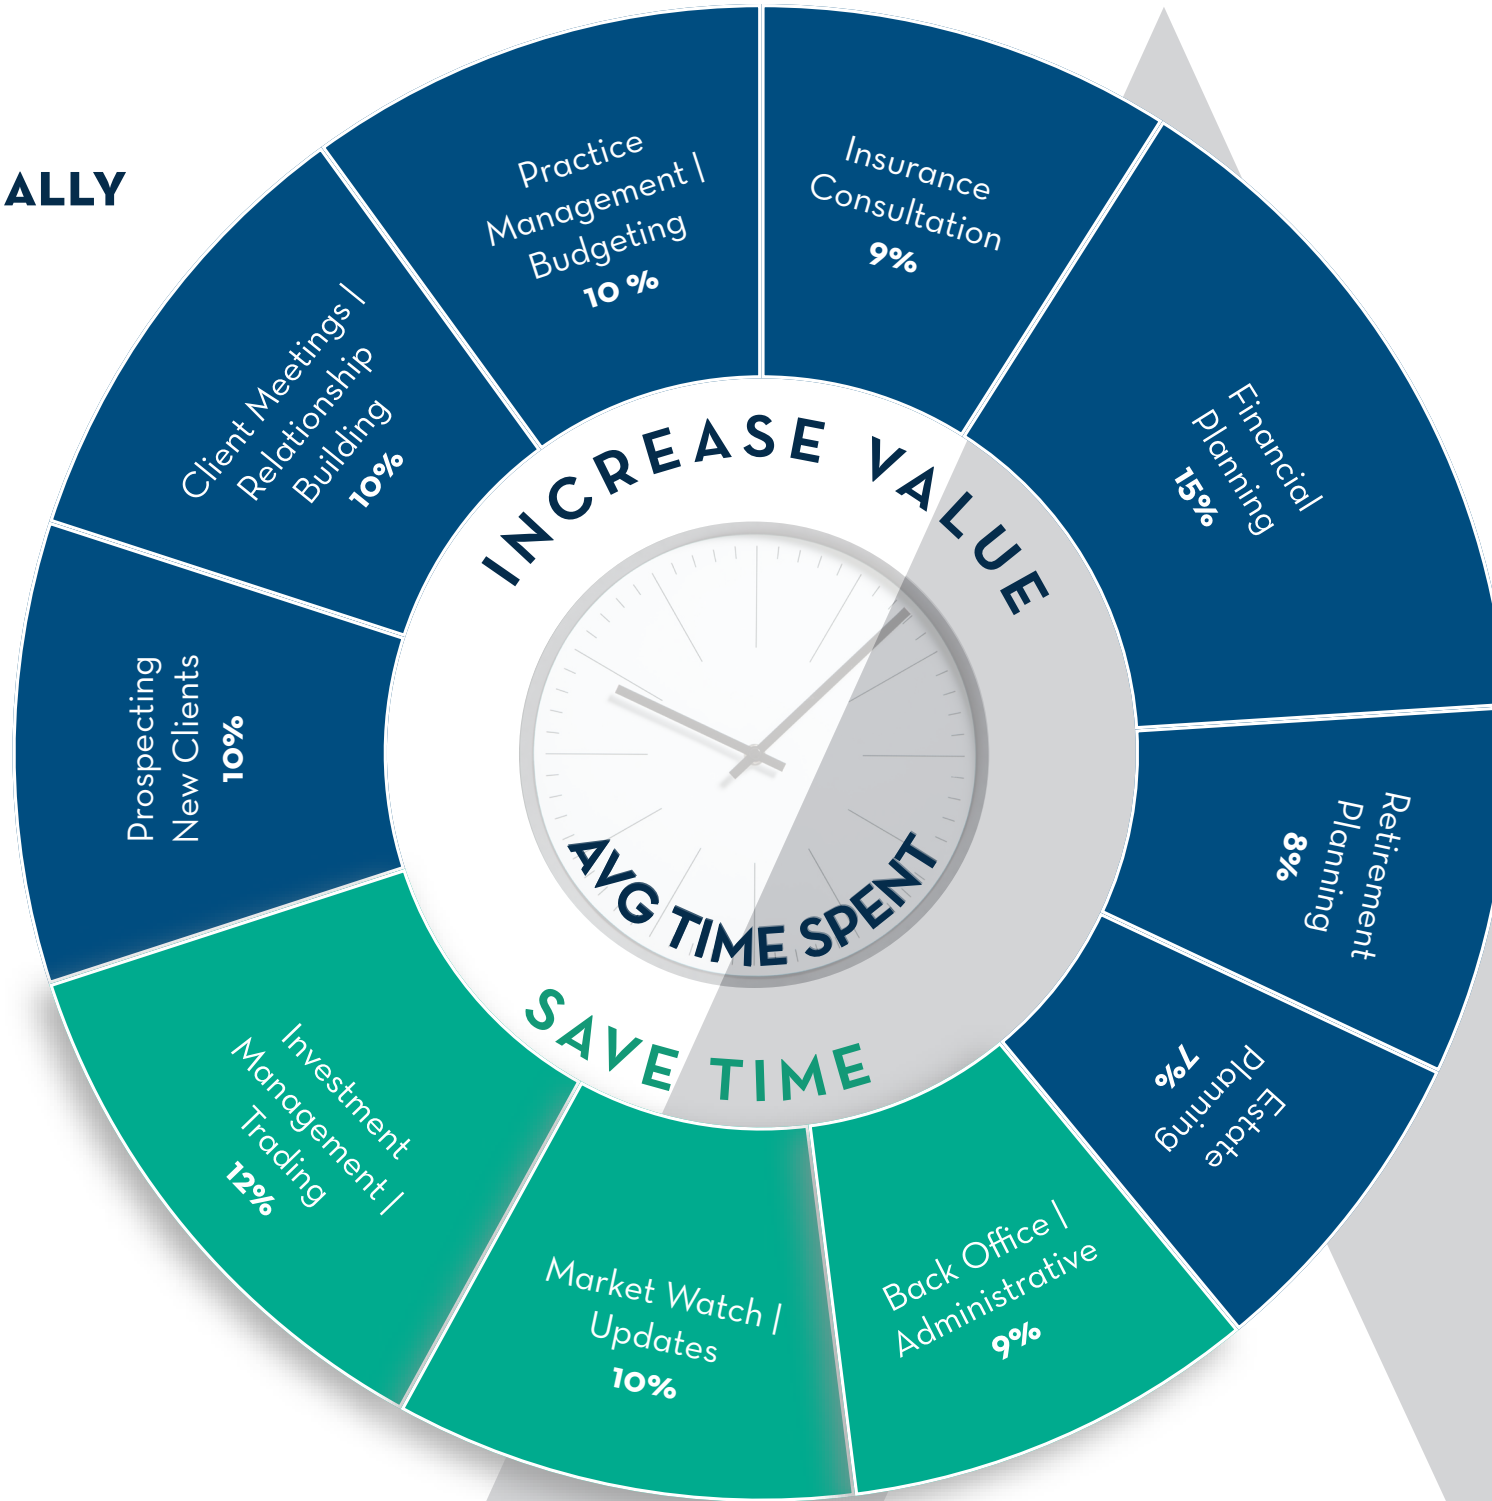 ALLY
Practice
Management |
Budgeting
10 %
Insurance
Consultation
9%
Financial
Planning
15%
Retirement
Planning
8%
Estate
Planning
7%
Back Office |
Administrative
9%
Market Watch |
Updates
10%
Investment
Management |
Trading
12%
Prospecting
New Clients
10%
Client Meetings |
Relationship
Building
10%
INCREASE VALUE
AVG TIME SPENT
SAVE TIME